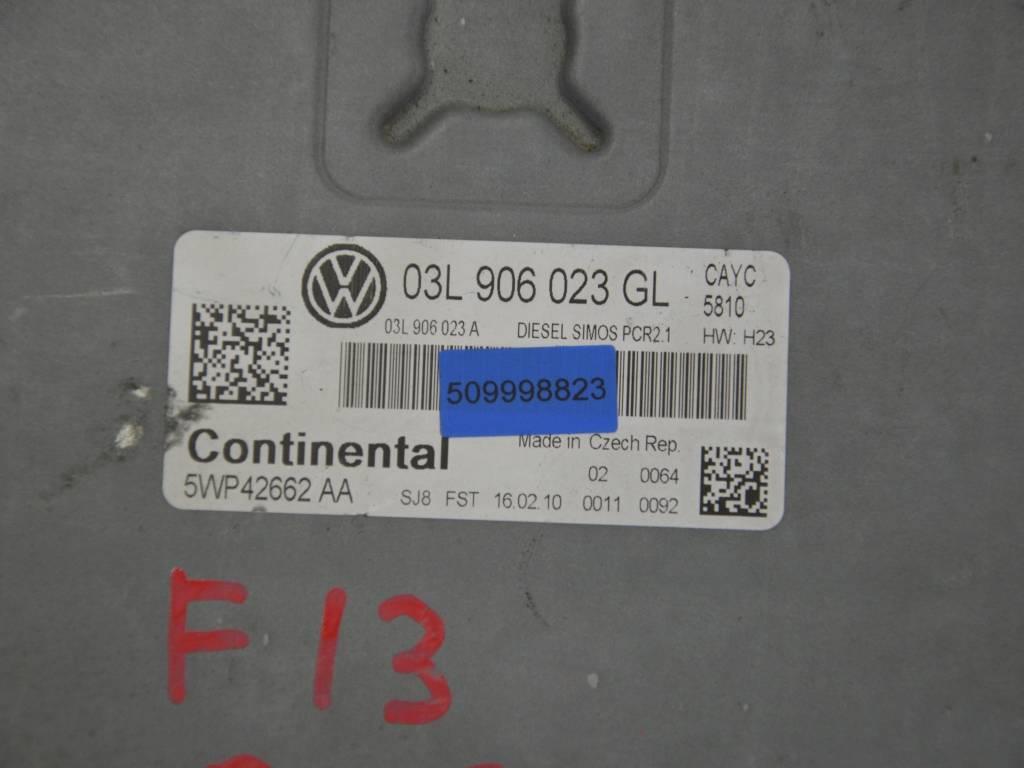 VW 03L 906 023 GL CAYC
5810
03L 906 023 A DIESEL SIMOS PCR2.1 HW: H23
509998823
Continental Made in Czech Rep.
02 0064
5WP42662 AA SJ8 FST 16.02.10 0011 0092
F13